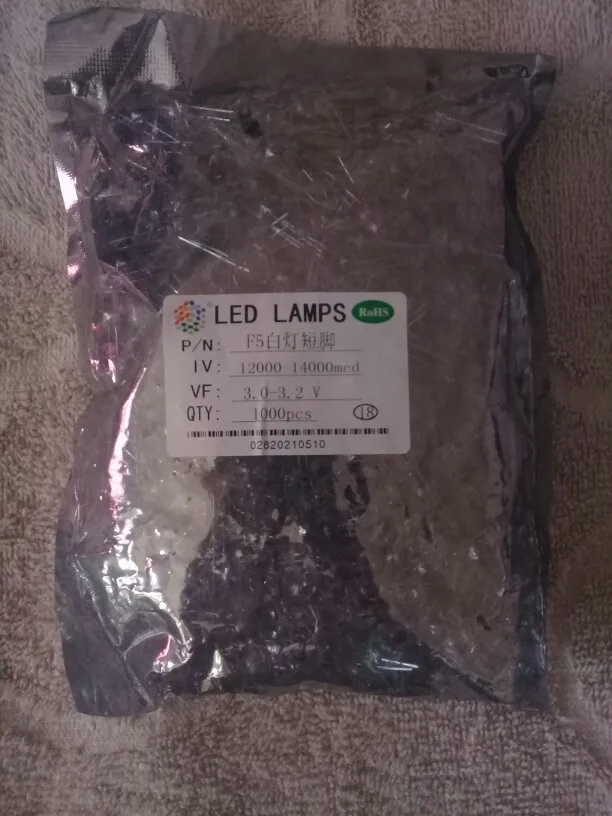 LED LAMPS RoHS
P/N: F5白灯短脚
IV: 12000-14000mcd
VF: 3.0-3.2 V
QTY: 1000pcs 18
02820210510